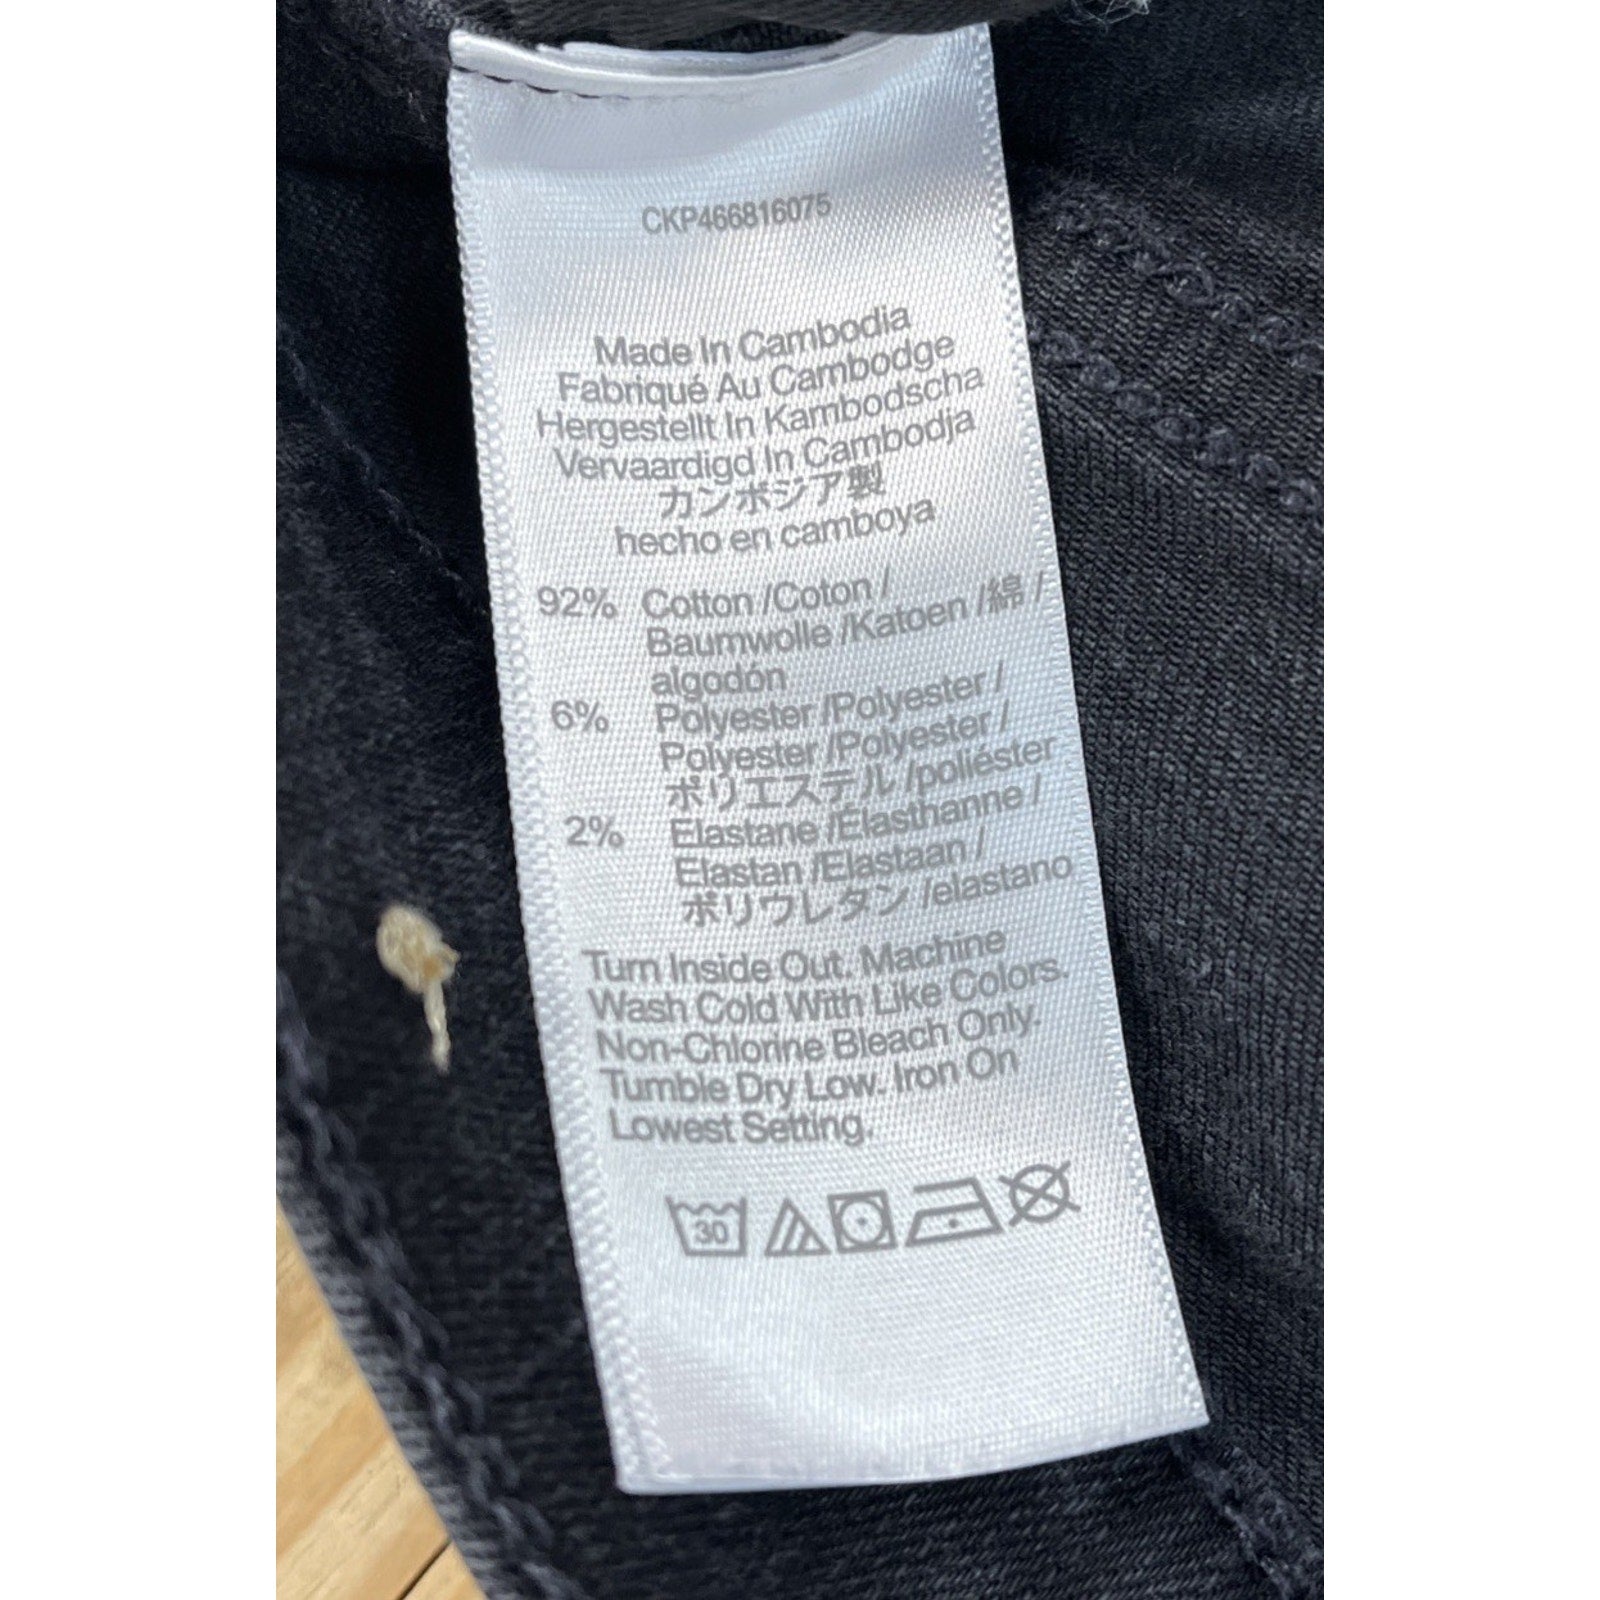 CKP466816075
Made In Cambodia
Fabriqué Au Cambodge
Hergestellt In Kambodscha
Vervaardigd In Cambodja
カンボジア製
hecho en camboya
92% Cotton /Coton /
Baumwolle /Katoen /綿 /
algodón
6% Polyester /Polyester /
Polyester /Polyester /
ポリエステル /poliéster
2% Elastane /Élasthanne /
Elastan /Elastaan /
ポリウレタン /elastano
Turn Inside Out. Machine
Wash Cold With Like Colors.
Non-Chlorine Bleach Only.
Tumble Dry Low. Iron On
Lowest Setting.
30